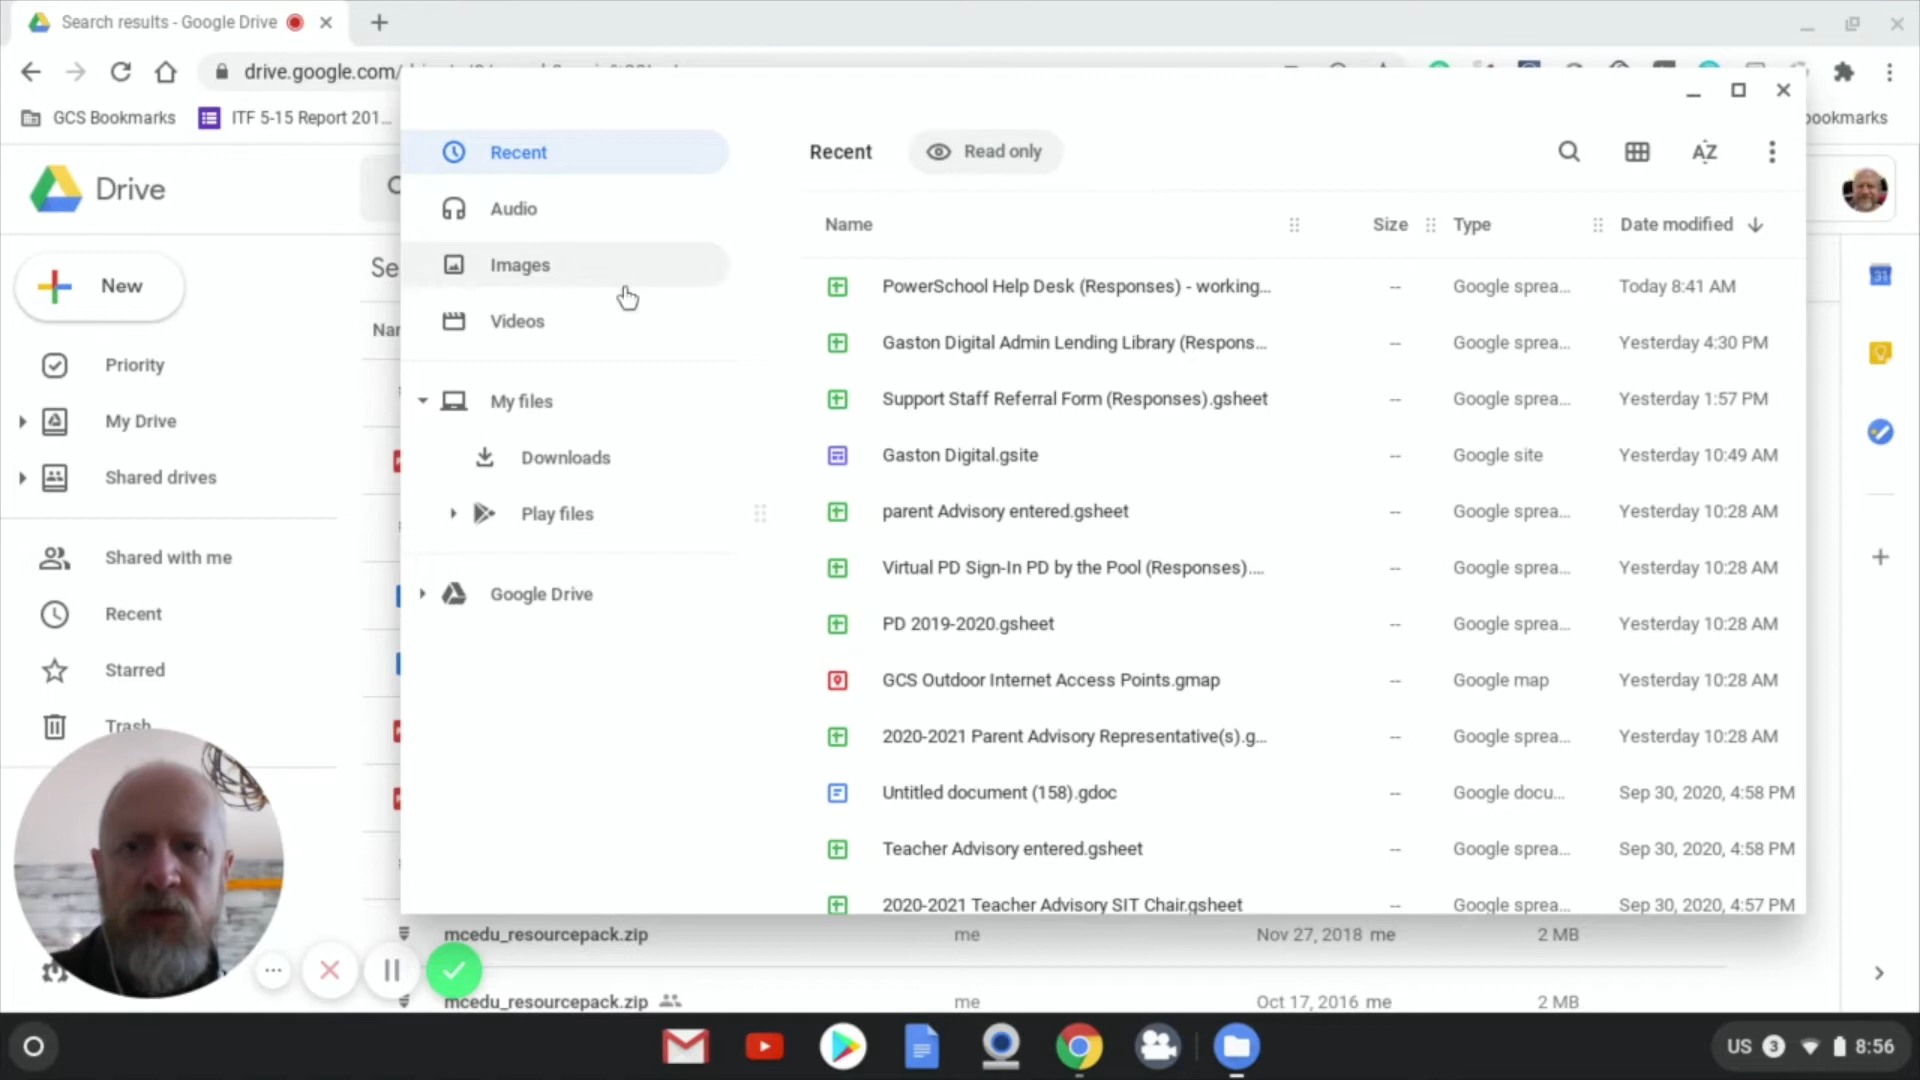 Search results - Google Drive
drive.google.com/
GCS Bookmarks
ITF 5-15 Report 201...
bookmarks
Drive
New
Priority
My Drive
Shared drives
Shared with me
Recent
Starred
Trash
Se
Nar
Recent
Audio
Images
Videos
My files
Downloads
Play files
Google Drive
Recent
Read only
AZ
Name Size Type Date modified
PowerSchool Help Desk (Responses) - working... -- Google sprea... Today 8:41 AM
Gaston Digital Admin Lending Library (Respons... -- Google sprea... Yesterday 4:30 PM
Support Staff Referral Form (Responses).gsheet -- Google sprea... Yesterday 1:57 PM
Gaston Digital.gsite -- Google site Yesterday 10:49 AM
parent Advisory entered.gsheet -- Google sprea... Yesterday 10:28 AM
Virtual PD Sign-In PD by the Pool (Responses).... -- Google sprea... Yesterday 10:28 AM
PD 2019-2020.gsheet -- Google sprea... Yesterday 10:28 AM
GCS Outdoor Internet Access Points.gmap -- Google map Yesterday 10:28 AM
2020-2021 Parent Advisory Representative(s).g... -- Google sprea... Yesterday 10:28 AM
Untitled document (158).gdoc -- Google docu... Sep 30, 2020, 4:58 PM
Teacher Advisory entered.gsheet -- Google sprea... Sep 30, 2020, 4:58 PM
2020-2021 Teacher Advisory SIT Chair.gsheet -- Google sprea... Sep 30, 2020, 4:57 PM
mcedu_resourcepack.zip me Nov 27, 2018 me 2 MB
mcedu_resourcepack.zip me Oct 17, 2016 me 2 MB
31
US 3 8:56